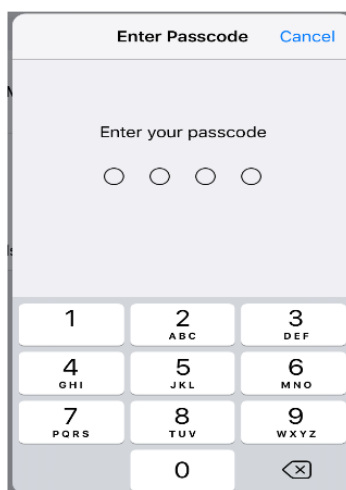 Enter Passcode Cancel
Enter your passcode
1 2 3
ABC DEF
4 5 6
GHI JKL MNO
7 8 9
PQRS TUV WXYZ
0